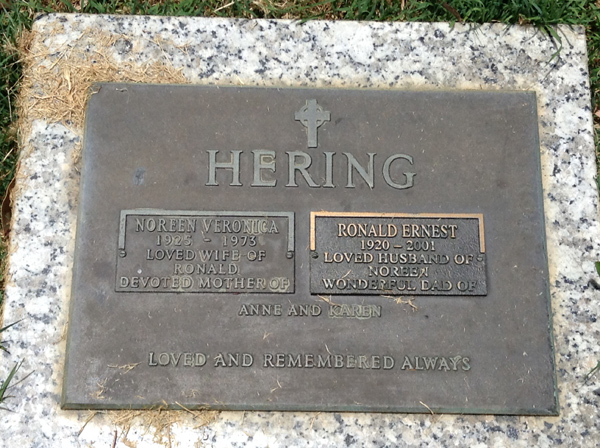 HERING
NOREEN VERONICA
1925 - 1973
LOVED WIFE OF
RONALD
DEVOTED MOTHER OF
RONALD ERNEST
1920 - 2001
LOVED HUSBAND OF
NOREEN
WONDERFUL DAD OF
ANNE AND KAREN
LOVED AND REMEMBERED ALWAYS